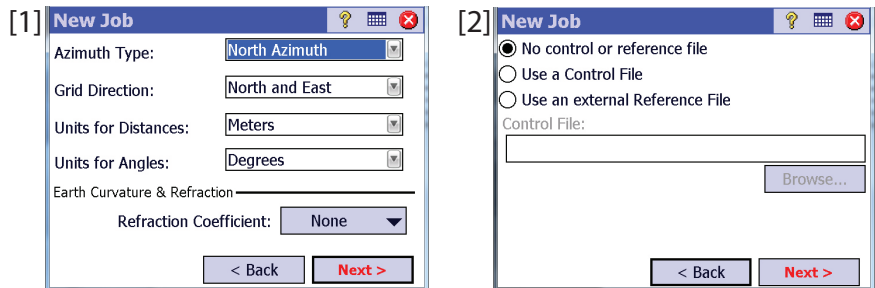 [1] New Job
Azimuth Type: North Azimuth
Grid Direction: North and East
Units for Distances: Meters
Units for Angles: Degrees
Earth Curvature & Refraction
Refraction Coefficient: None
< Back Next >
[2] New Job
No control or reference file
Use a Control File
Use an external Reference File
Control File:
Browse...
< Back Next >